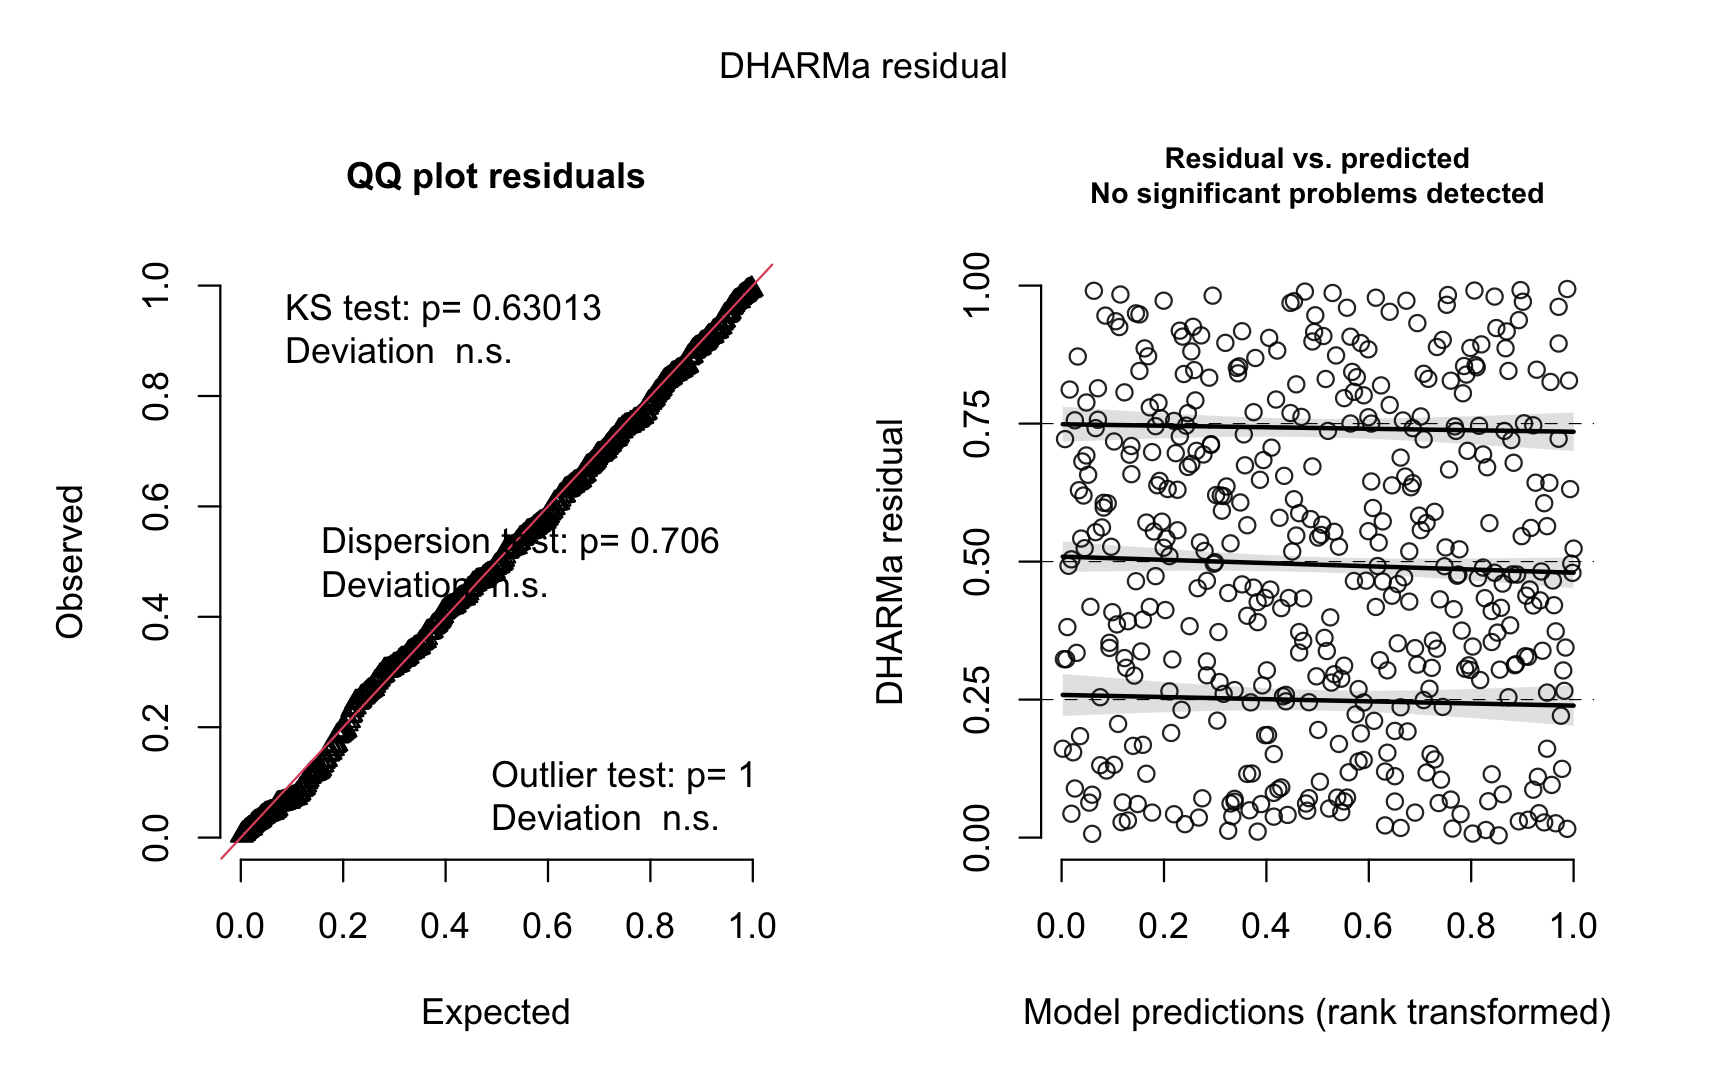 DHARMa residual
QQ plot residuals
KS test: p= 0.63013
Deviation  n.s.
Dispersion test: p= 0.706
Deviation n.s.
Outlier test: p= 1
Deviation  n.s.
Observed
0.0 0.2 0.4 0.6 0.8 1.0
0.0 0.2 0.4 0.6 0.8 1.0
Expected
Residual vs. predicted
No significant problems detected
DHARMa residual
0.00 0.25 0.50 0.75 1.00
0.0 0.2 0.4 0.6 0.8 1.0
Model predictions (rank transformed)